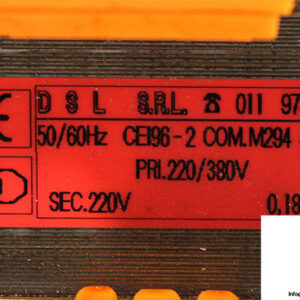 D S L S.R.L. ☎ 011 97
50/60Hz CEI96-2 COM.M294
PRI.220/380V
SEC.220V 0,18